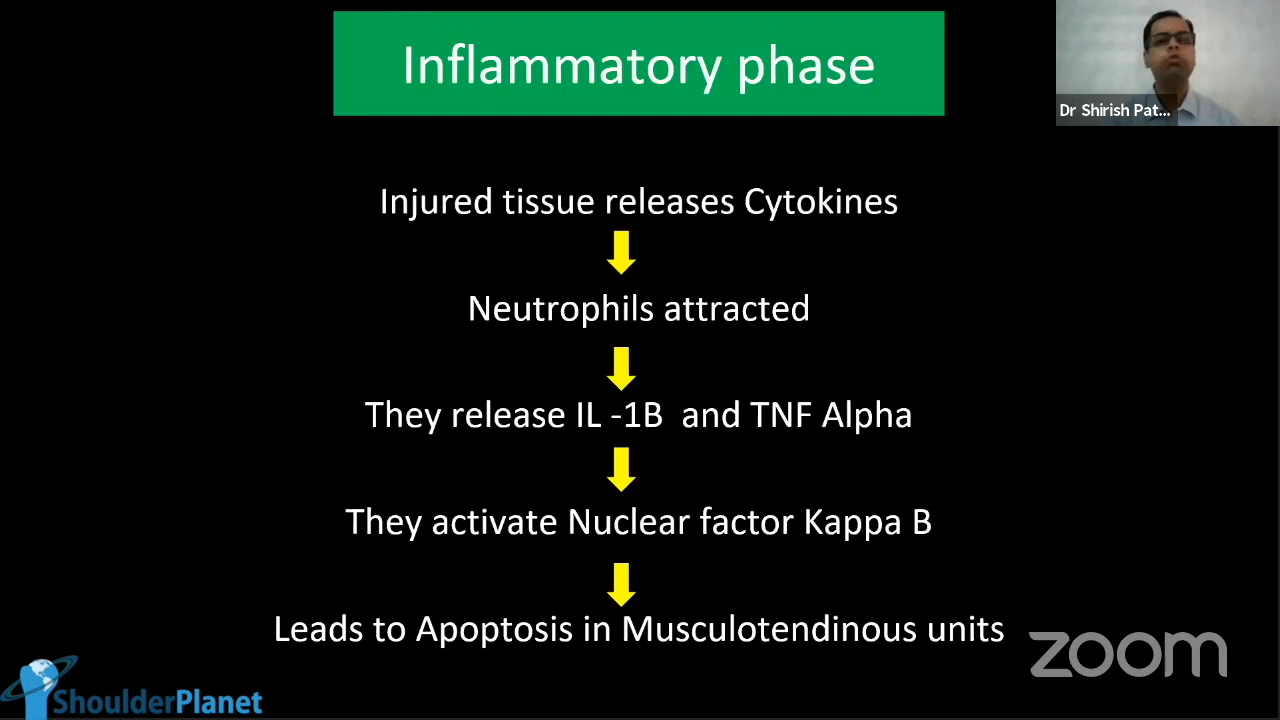 Inflammatory phase
Dr Shirish Pat...
Injured tissue releases Cytokines
Neutrophils attracted
They release IL -1B and TNF Alpha
They activate Nuclear factor Kappa B
Leads to Apoptosis in Musculotendinous units
zoom
ShoulderPlanet